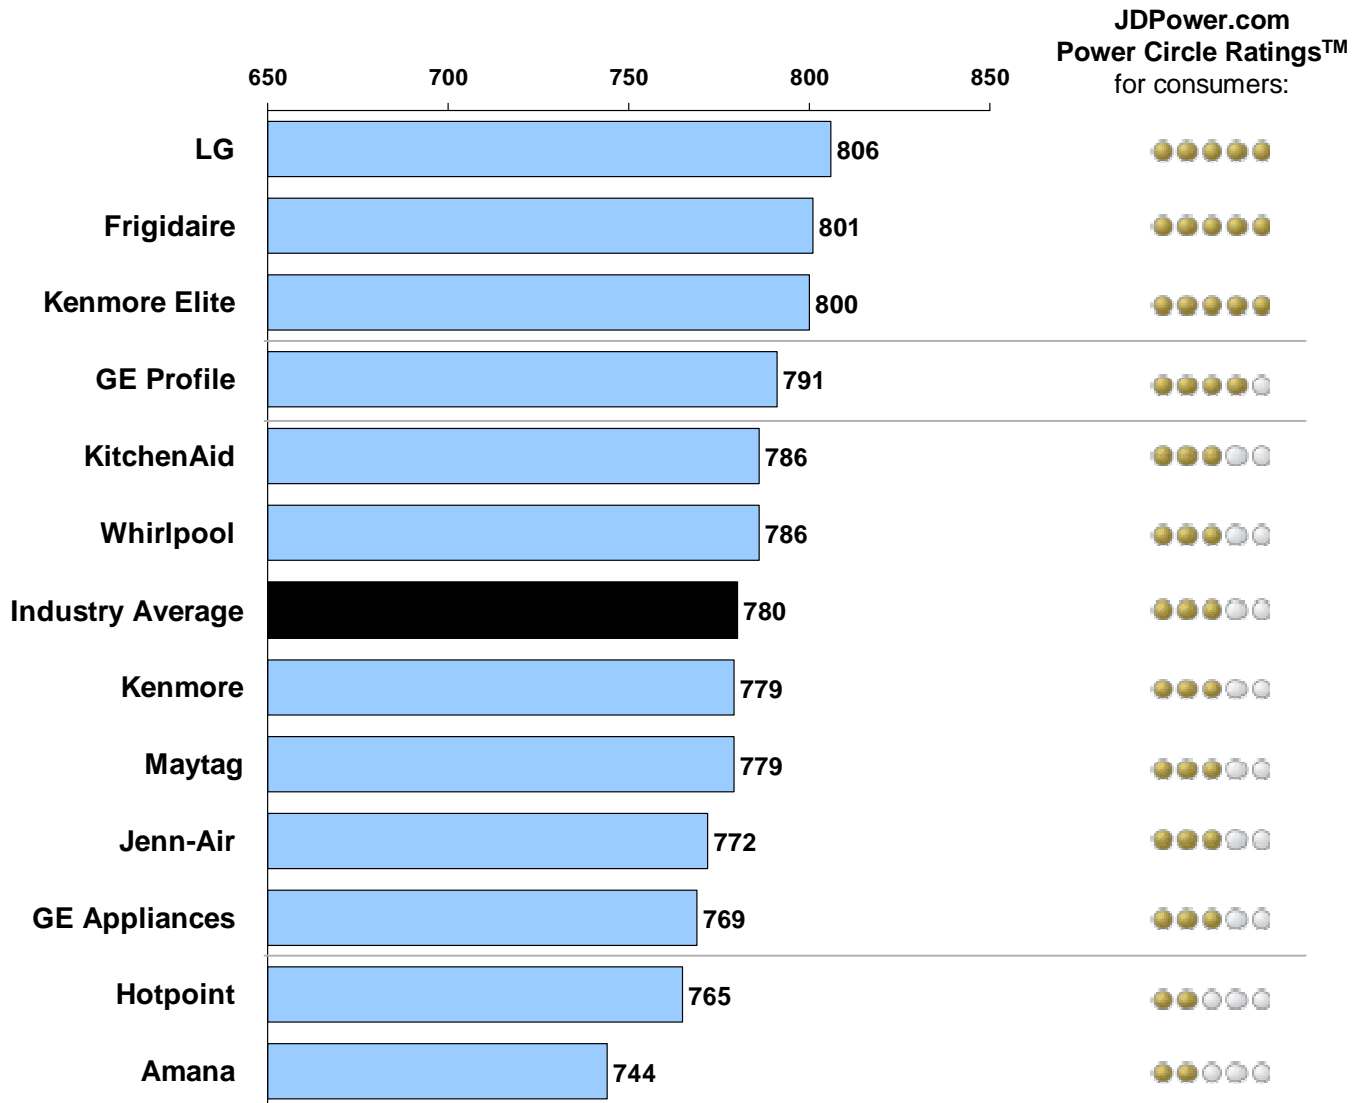 JDPower.com
Power Circle Ratings™
for consumers:
650 700 750 800 850
LG 806
Frigidaire 801
Kenmore Elite 800
GE Profile 791
KitchenAid 786
Whirlpool 786
Industry Average 780
Kenmore 779
Maytag 779
Jenn-Air 772
GE Appliances 769
Hotpoint 765
Amana 744